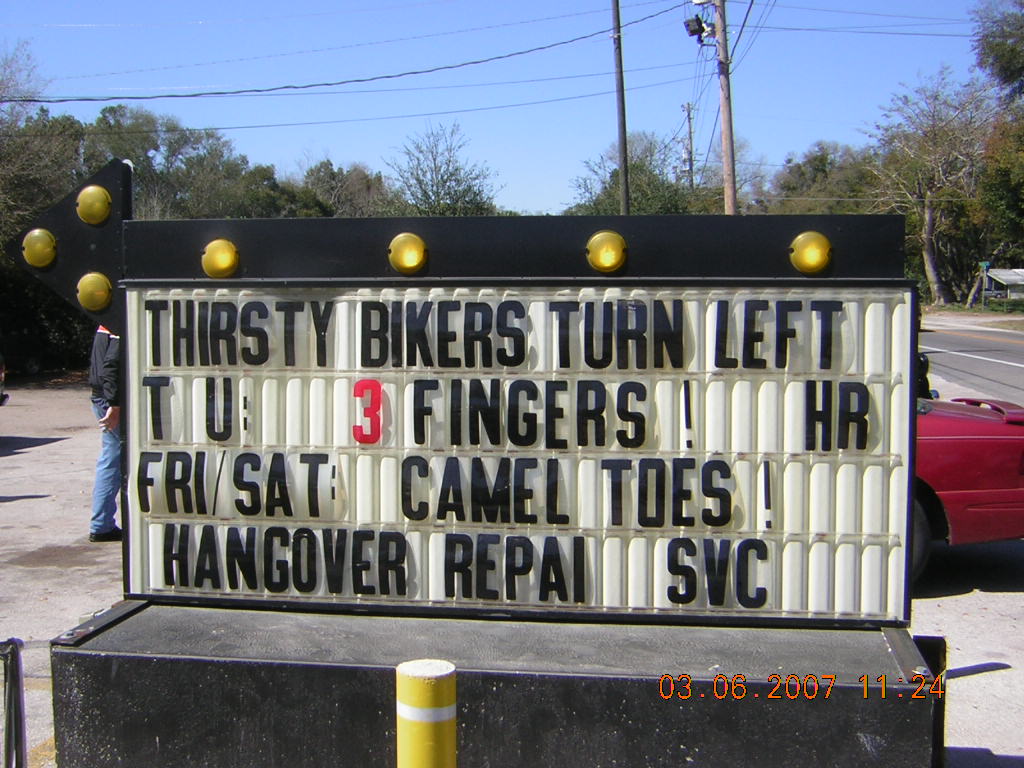 THIRSTY BIKERS TURN LEFT
T U: 3 FINGERS ! HR
FRI/SAT: CAMEL TOES !
HANGOVER REPAI SVC
03.06.2007 11:24